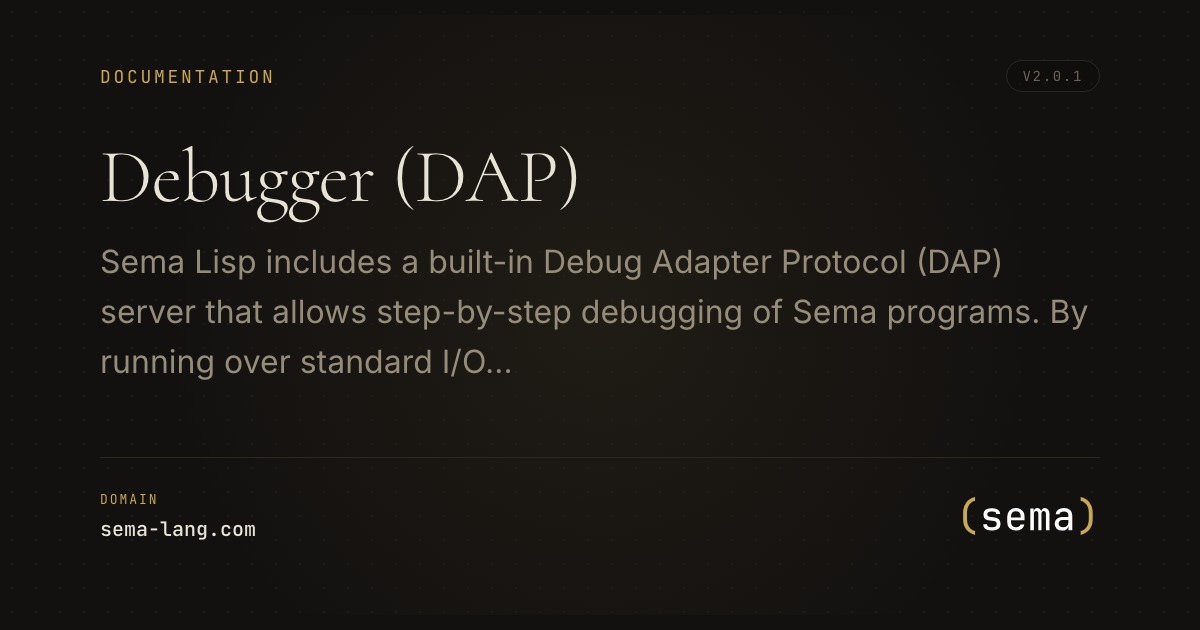 DOCUMENTATION
V2.0.1
Debugger (DAP)
Sema Lisp includes a built-in Debug Adapter Protocol (DAP)
server that allows step-by-step debugging of Sema programs. By
running over standard I/O...
DOMAIN
sema-lang.com
(sema)